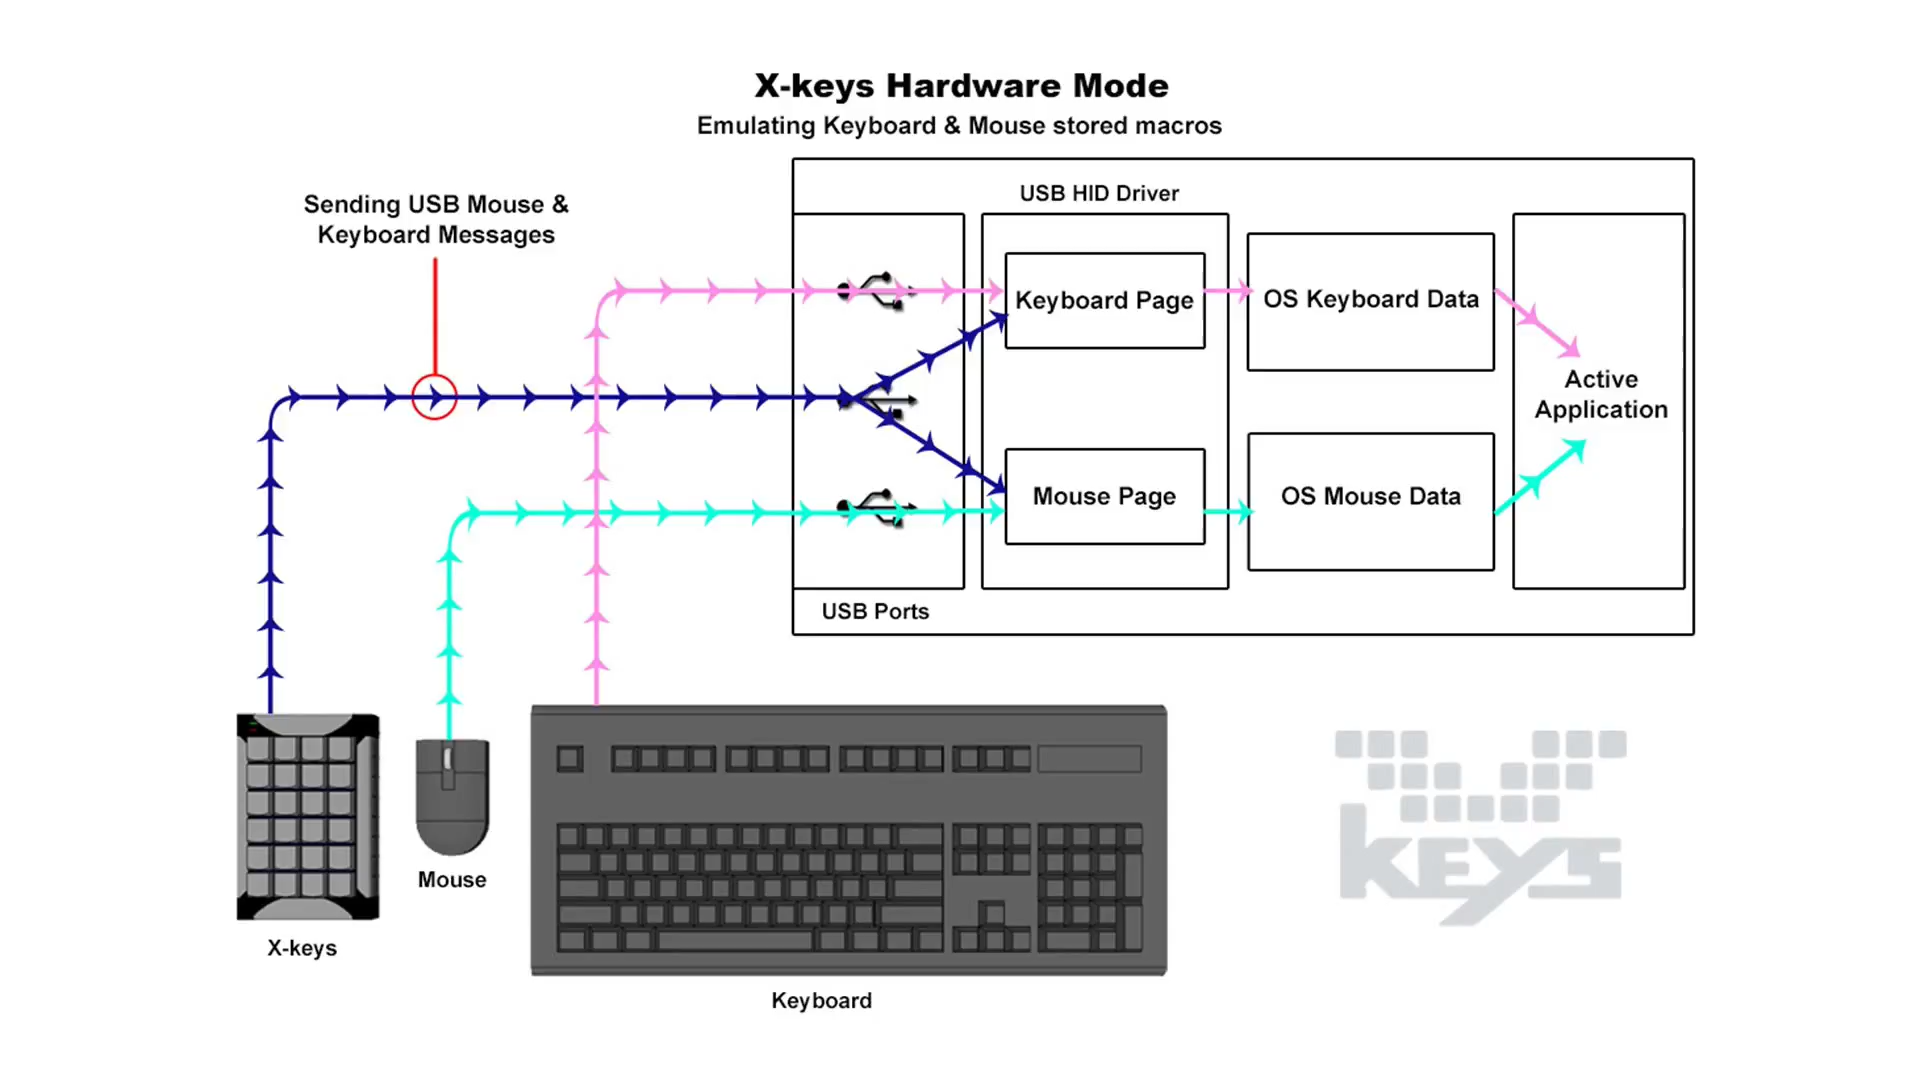 X-keys Hardware Mode
Emulating Keyboard & Mouse stored macros
Sending USB Mouse &
Keyboard Messages
USB HID Driver
Keyboard Page
OS Keyboard Data
Active
Application
Mouse Page
OS Mouse Data
USB Ports
Mouse
X-keys
Keyboard
keys